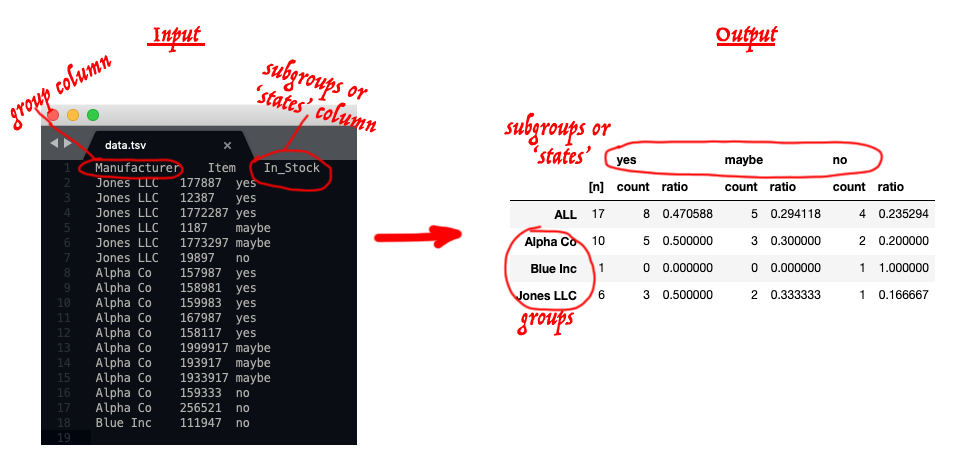 Input
group column
subgroups or
'states' column
data.tsv ×
1 Manufacturer Item In_Stock
2 Jones LLC 177887 yes
3 Jones LLC 12387 yes
4 Jones LLC 1772287 yes
5 Jones LLC 1187 maybe
6 Jones LLC 1773297 maybe
7 Jones LLC 19897 no
8 Alpha Co 157987 yes
9 Alpha Co 158981 yes
10 Alpha Co 159983 yes
11 Alpha Co 167987 yes
12 Alpha Co 158117 yes
13 Alpha Co 1999917 maybe
14 Alpha Co 193917 maybe
15 Alpha Co 1933917 maybe
16 Alpha Co 159333 no
17 Alpha Co 256521 no
18 Blue Inc 111947 no
19
Output
subgroups or
'states'
yes maybe no
[n] count ratio count ratio count ratio
ALL 17 8 0.470588 5 0.294118 4 0.235294
Alpha Co 10 5 0.500000 3 0.300000 2 0.200000
Blue Inc 1 0 0.000000 0 0.000000 1 1.000000
Jones LLC 6 3 0.500000 2 0.333333 1 0.166667
groups